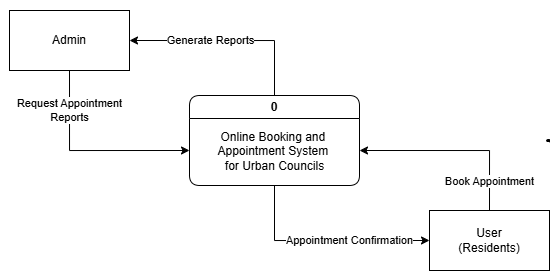 Admin
Generate Reports
Request Appointment
Reports
0
Online Booking and
Appointment System
for Urban Councils
Book Appointment
User
(Residents)
Appointment Confirmation